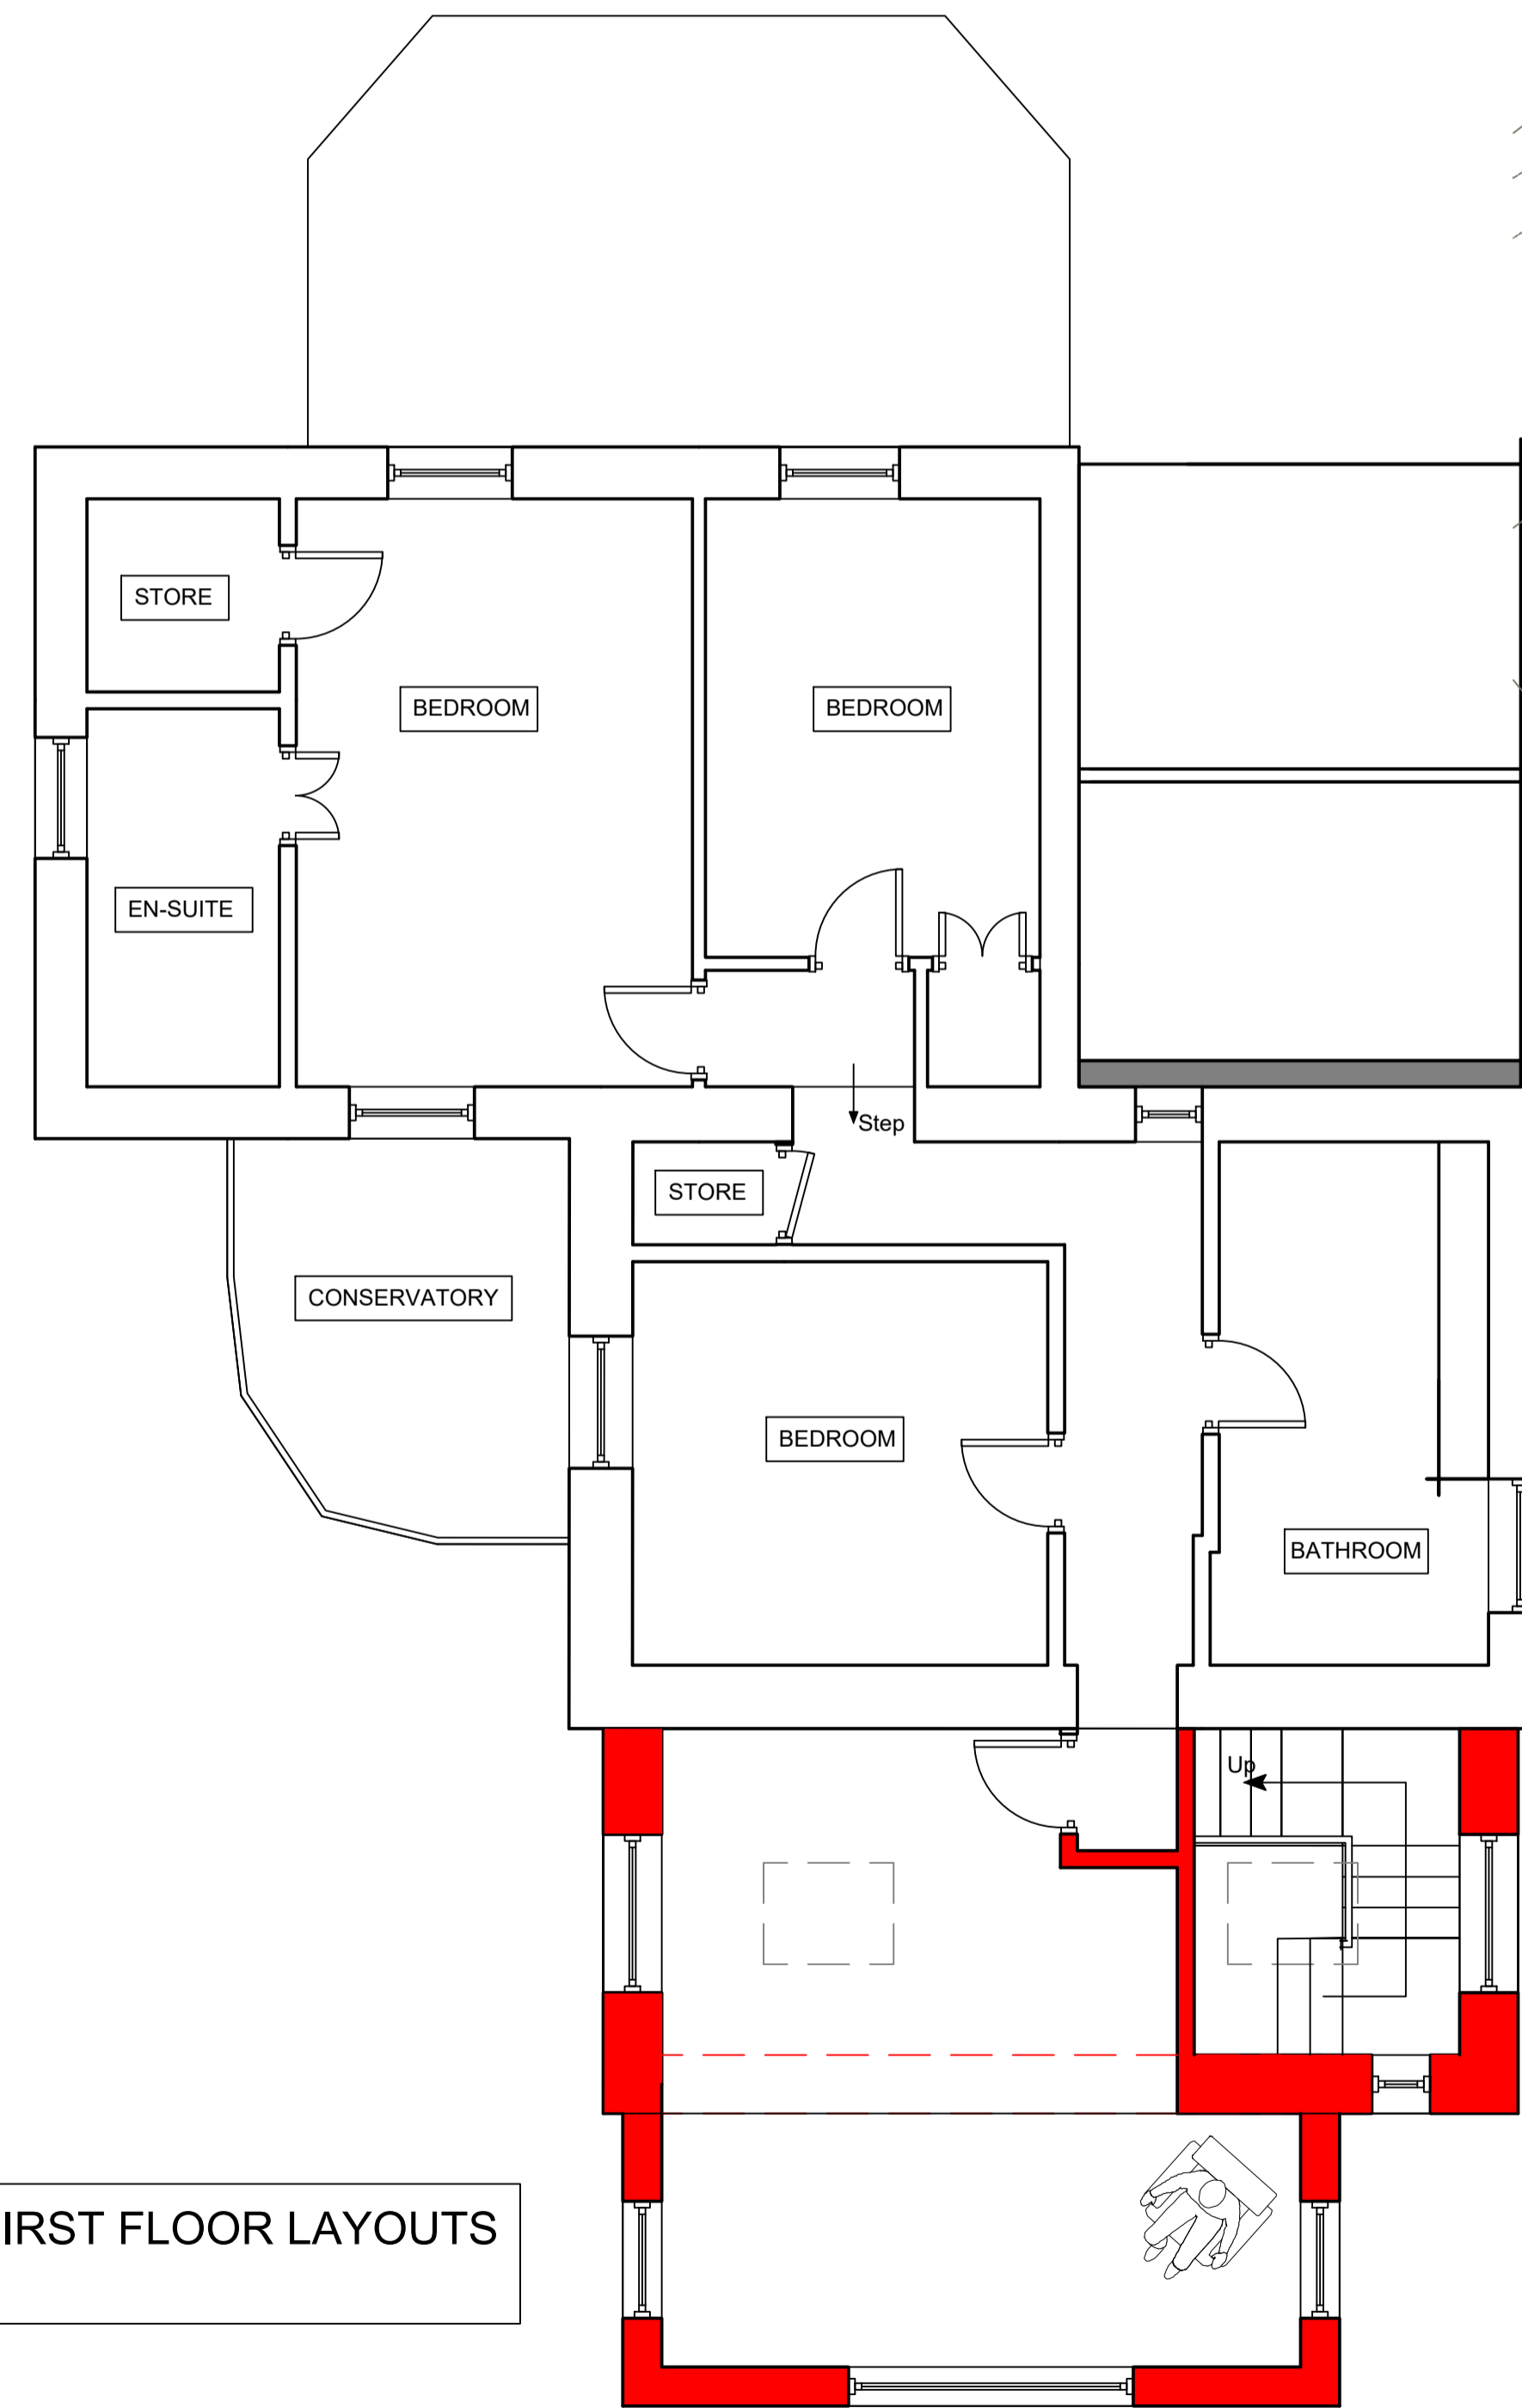 STORE
BEDROOM
BEDROOM
EN-SUITE
Step
STORE
CONSERVATORY
BEDROOM
BATHROOM
Up
IRST FLOOR LAYOUTS